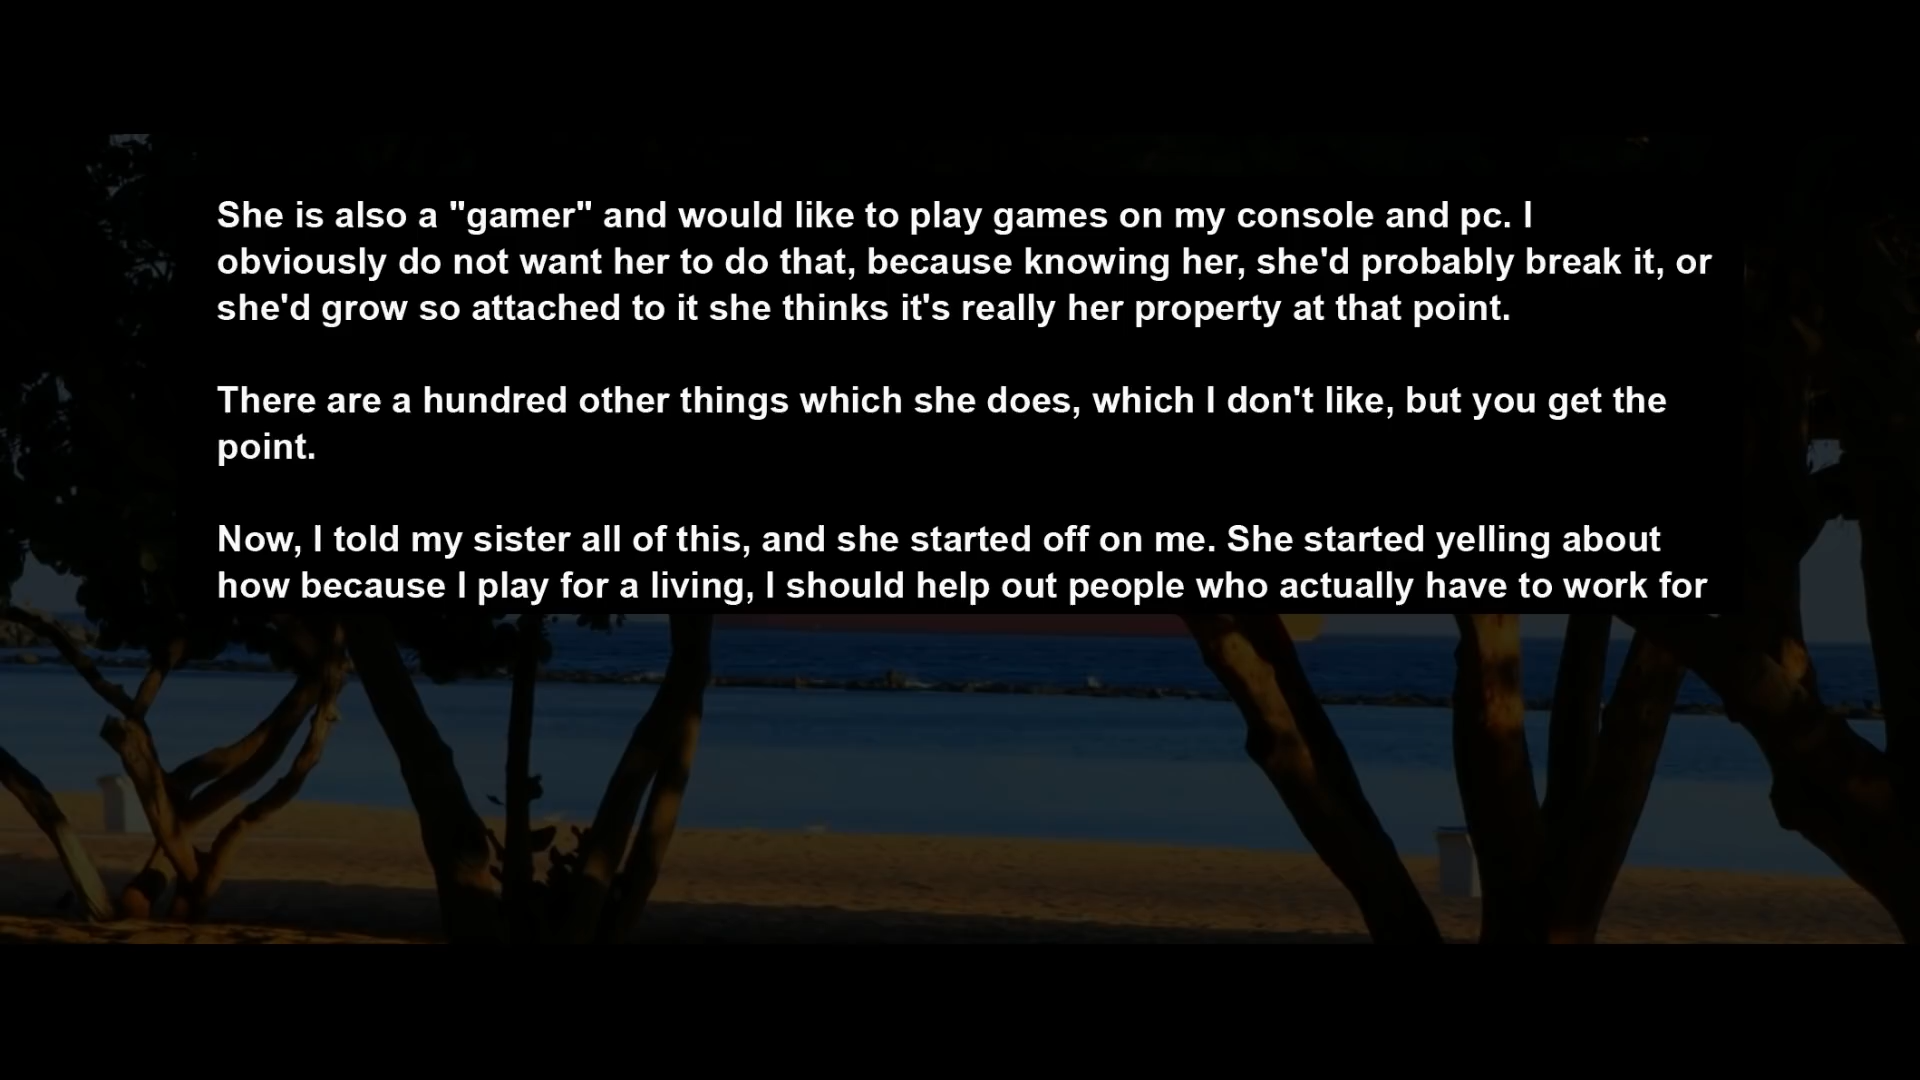 She is also a "gamer" and would like to play games on my console and pc. I
obviously do not want her to do that, because knowing her, she'd probably break it, or
she'd grow so attached to it she thinks it's really her property at that point.
There are a hundred other things which she does, which I don't like, but you get the
point.
Now, I told my sister all of this, and she started off on me. She started yelling about
how because I play for a living, I should help out people who actually have to work for